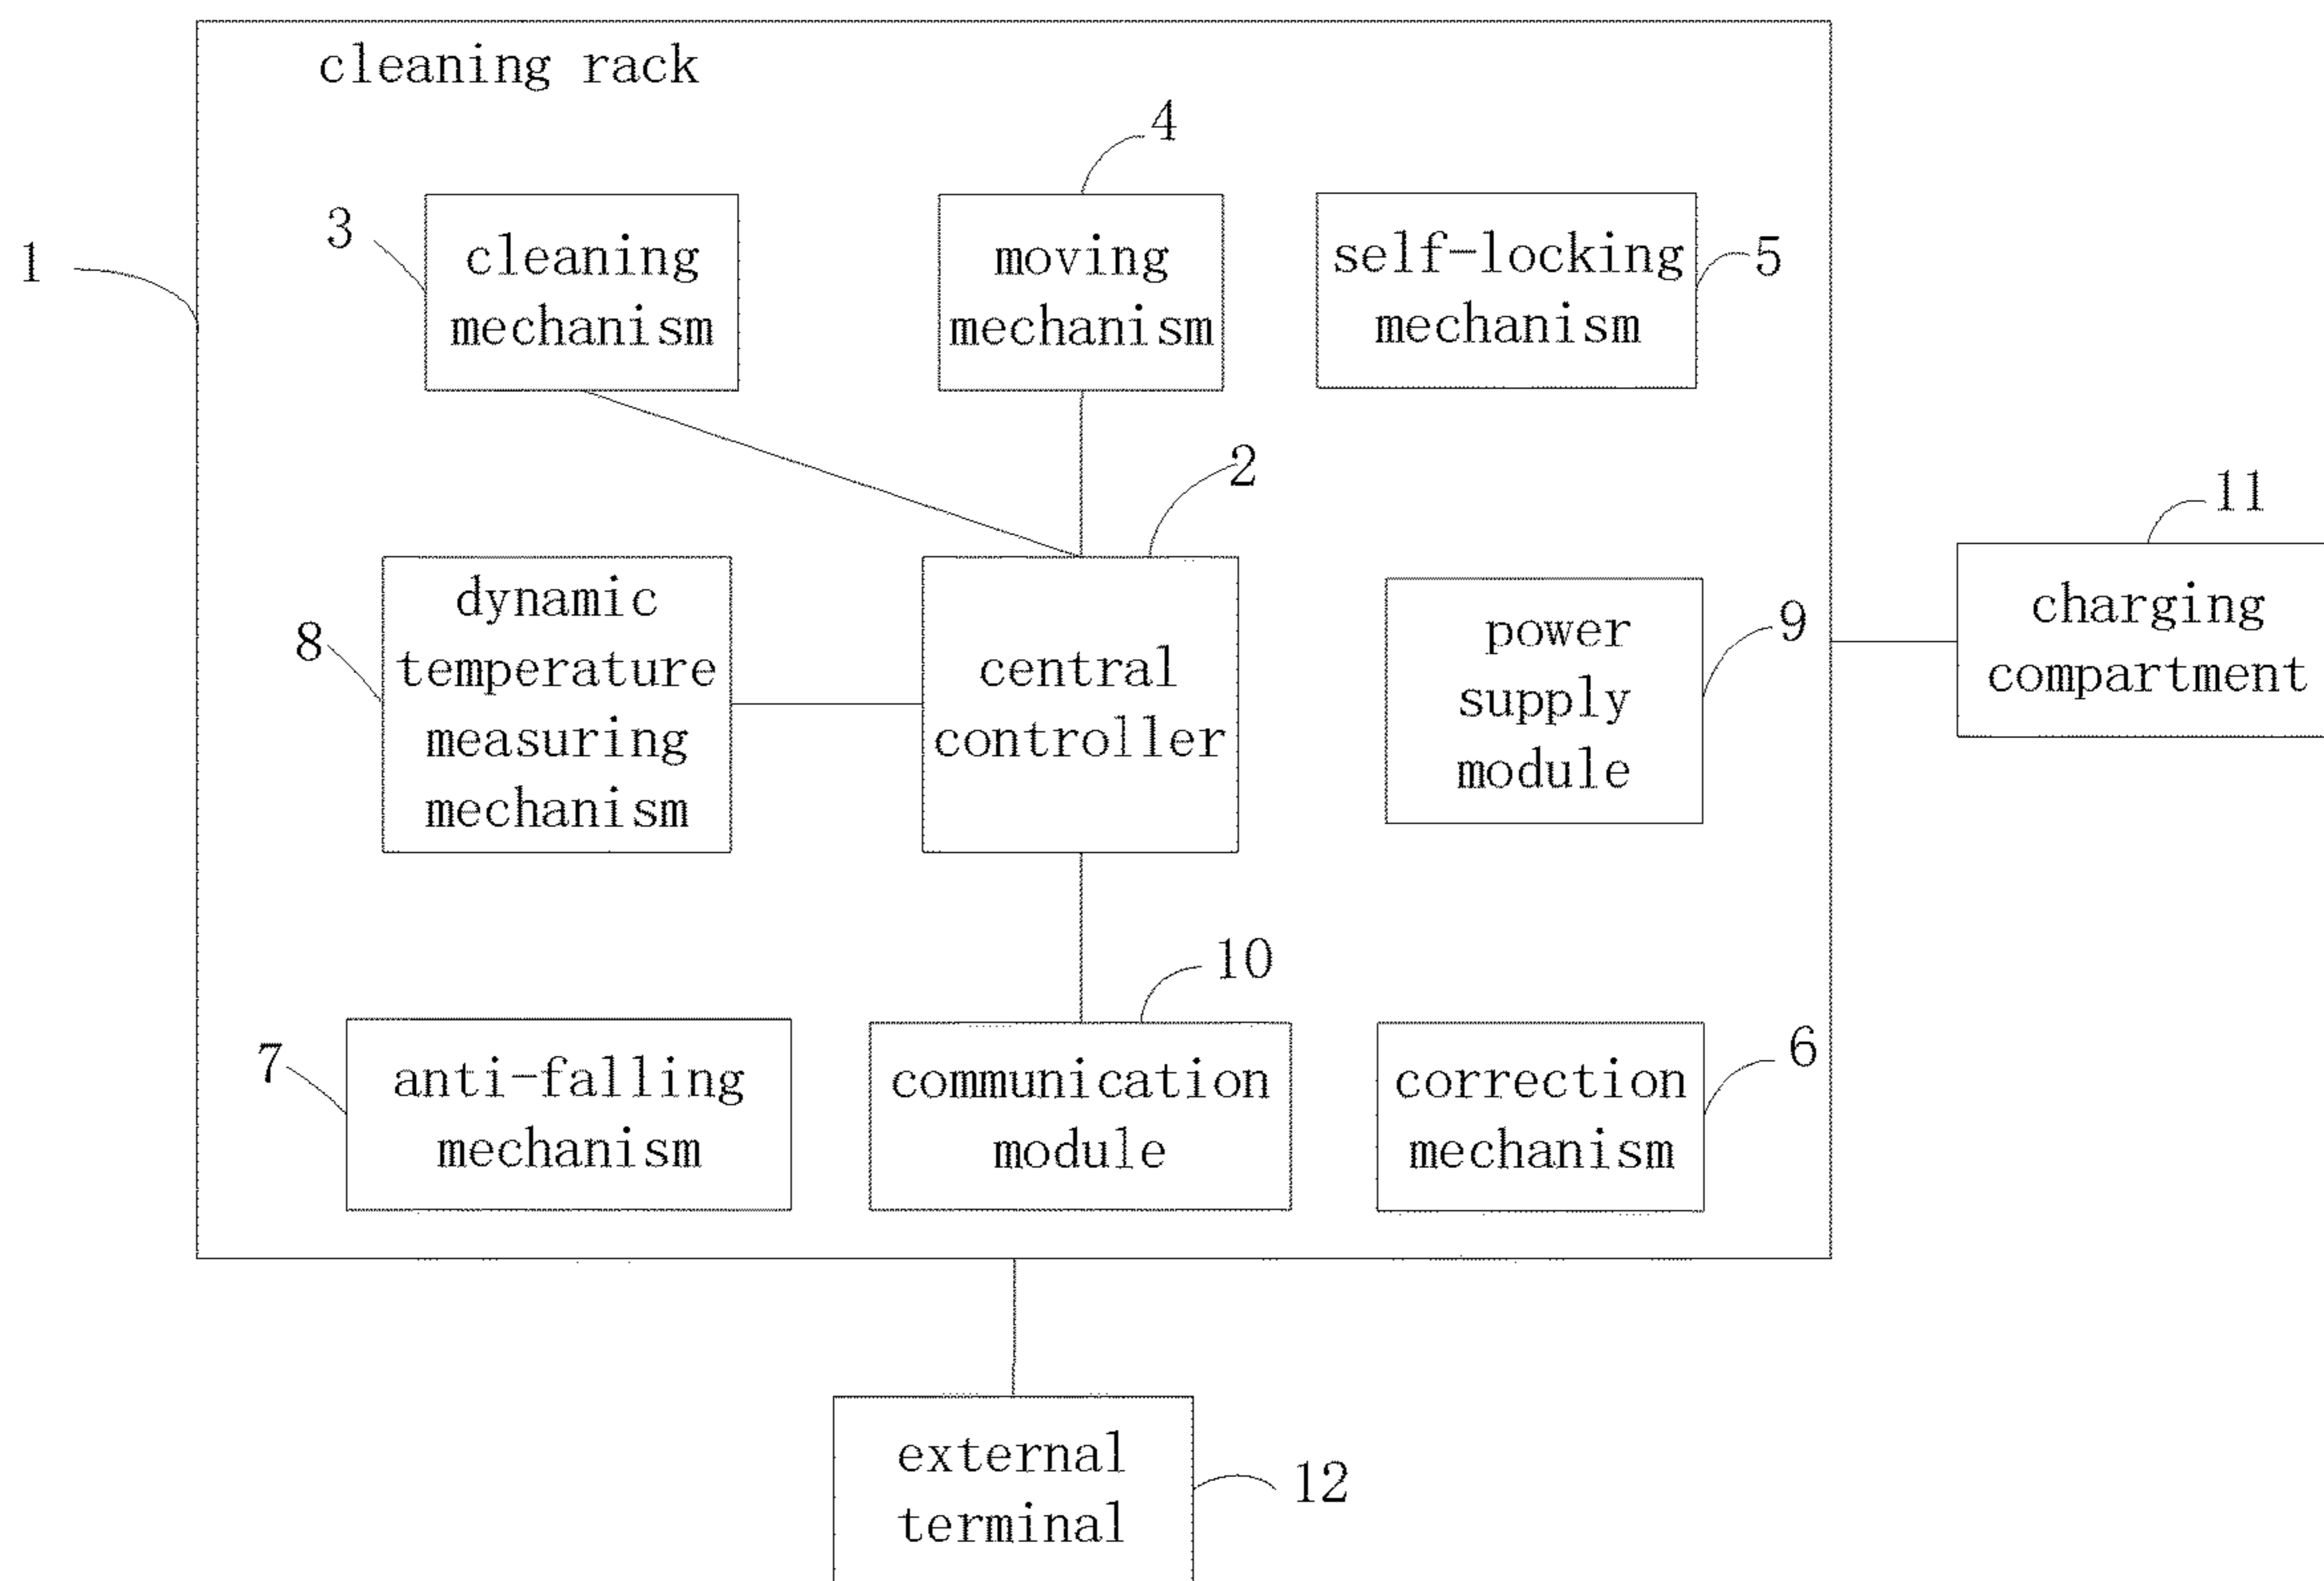 cleaning rack
4
3
1
cleaning
mechanism
moving
mechanism
self-locking
mechanism
5
2
11
8
dynamic
temperature
measuring
mechanism
central
controller
power
supply
module
9
charging
compartment
10
7
anti-falling
mechanism
communication
module
correction
mechanism
6
external
terminal
12